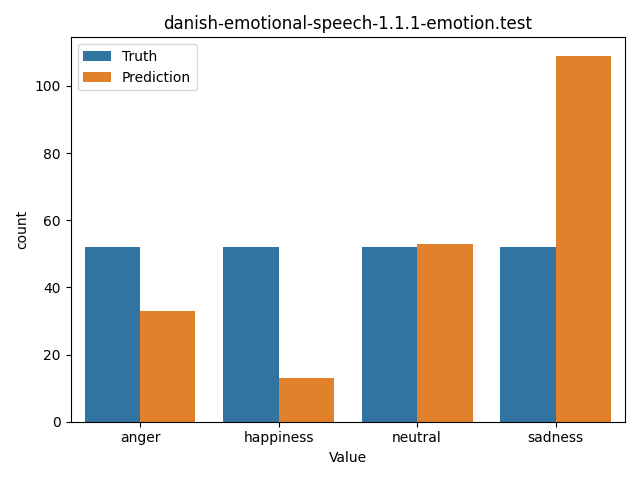 danish-emotional-speech-1.1.1-emotion.test
Truth
Prediction
100
80
60
40
20
0
count
anger happiness neutral sadness
Value